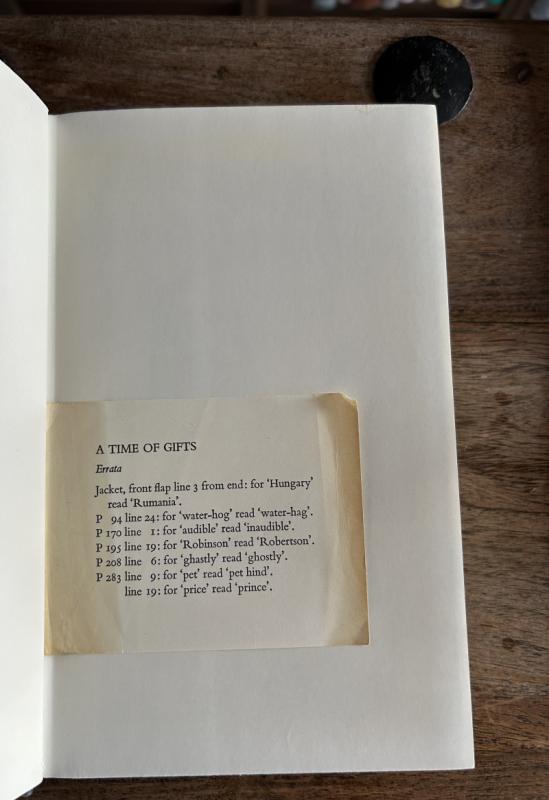 A TIME OF GIFTS
Errata
Jacket, front flap line 3 from end: for ‘Hungary’
read ‘Rumania’.
P 94 line 24: for ‘water-hog’ read ‘water-hag’.
P 170 line 1: for ‘audible’ read ‘inaudible’.
P 195 line 19: for ‘Robinson’ read ‘Robertson’.
P 208 line 6: for ‘ghastly’ read ‘ghostly’.
P 283 line 9: for ‘pet’ read ‘pet hind’.
line 19: for ‘price’ read ‘prince’.